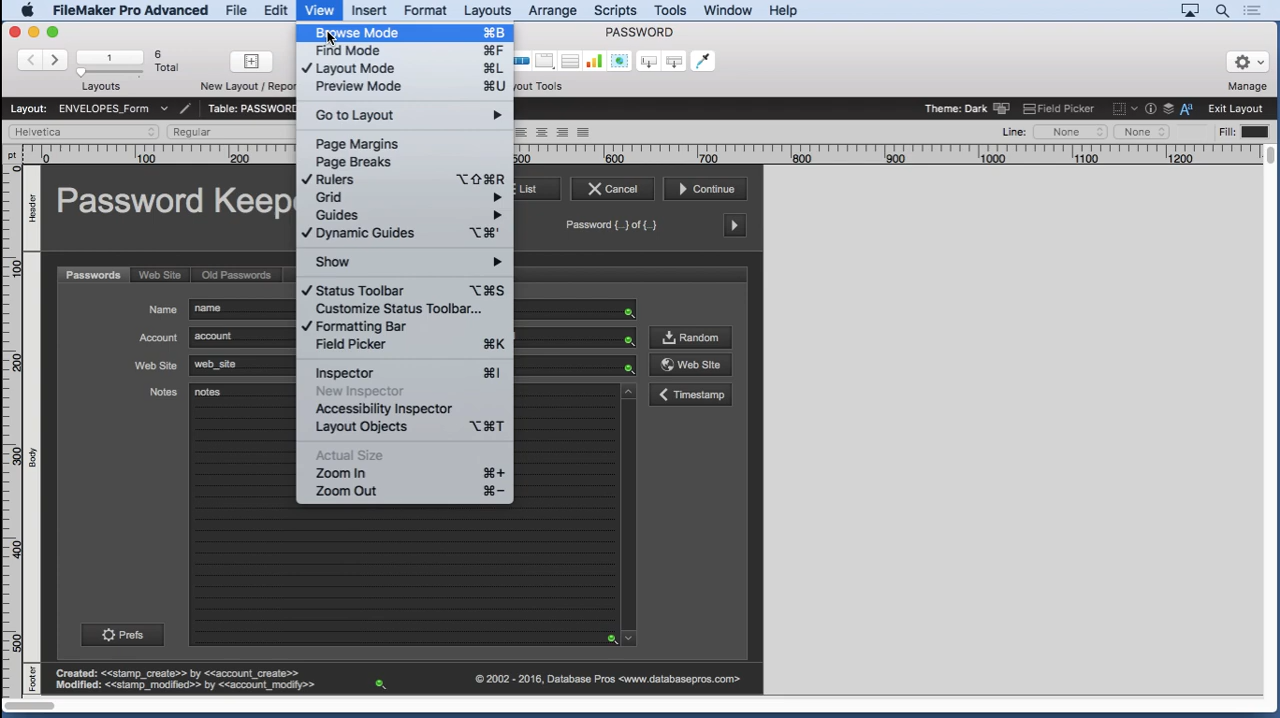 FileMaker Pro Advanced File Edit View Insert Format Layouts Arrange Scripts Tools Window Help
PASSWORD
1
6
Total
Layouts
New Layout / Repor
out Tools
Manage
Layout: ENVELOPES_Form
Table: PASSWORD
Theme: Dark
Field Picker
Exit Layout
Helvetica
Regular
Line:
None
None
Fill:
Browse Mode ⌘B
Find Mode ⌘F
✓ Layout Mode ⌘L
Preview Mode ⌘U
Go to Layout
Page Margins
Page Breaks
✓ Rulers ⌥⇧⌘R
Grid
Guides
✓ Dynamic Guides ⌥⌘'
Show
✓ Status Toolbar ⌥⌘S
Customize Status Toolbar...
✓ Formatting Bar
Field Picker ⌘K
Inspector ⌘I
New Inspector
Accessibility Inspector
Layout Objects ⌥⌘T
Actual Size
Zoom In ⌘+
Zoom Out ⌘−
pt
0 200 500 600 700 800 900 1000 1100 1200
0
100
200
300
400
500
Header
Body
Footer
Password Keepe
List
Cancel
Continue
Password {...} of {...}
Passwords
Web Site
Old Passwords
Name
name
Account
account
Random
Web Site
web_site
Web SIte
Notes
notes
Timestamp
Prefs
Created: <<stamp_create>> by <<account_create>>
Modified: <<stamp_modified>> by <<account_modify>>
© 2002 - 2016, Database Pros <www.databasepros.com>